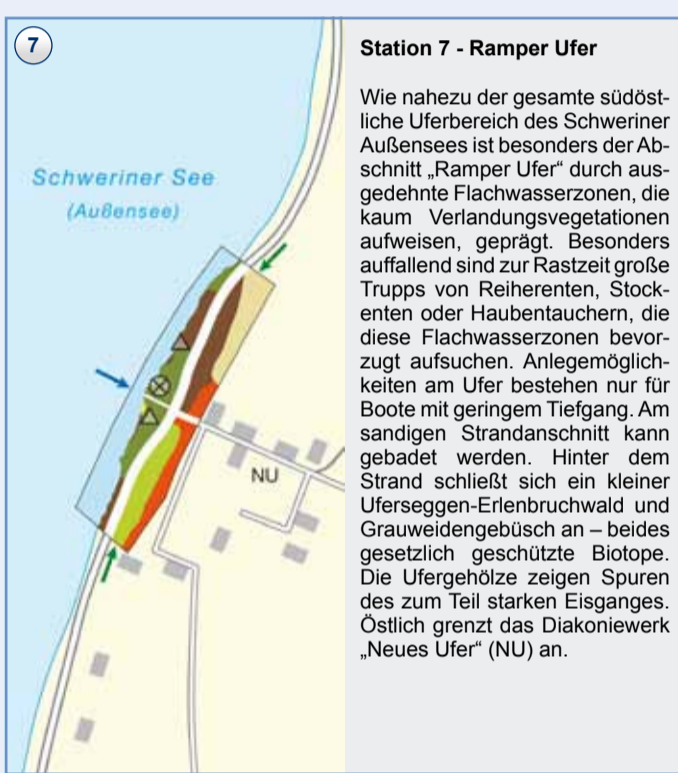 7
Schweriner See
(Außensee)
NU
Station 7 - Ramper Ufer
Wie nahezu der gesamte südöst-
liche Uferbereich des Schweriner
Außensees ist besonders der Ab-
schnitt „Ramper Ufer“ durch aus-
gedehnte Flachwasserzonen, die
kaum Verlandungsvegetationen
aufweisen, geprägt. Besonders
auffallend sind zur Rastzeit große
Trupps von Reiherenten, Stock-
enten oder Haubentauchern, die
diese Flachwasserzonen bevor-
zugt aufsuchen. Anlegemöglich-
keiten am Ufer bestehen nur für
Boote mit geringem Tiefgang. Am
sandigen Strandanschnitt kann
gebadet werden. Hinter dem
Strand schließt sich ein kleiner
Uferseggen-Erlenbruchwald und
Grauweidengebüsch an – beides
gesetzlich geschützte Biotope.
Die Ufergehölze zeigen Spuren
des zum Teil starken Eisganges.
Östlich grenzt das Diakoniewerk
„Neues Ufer“ (NU) an.